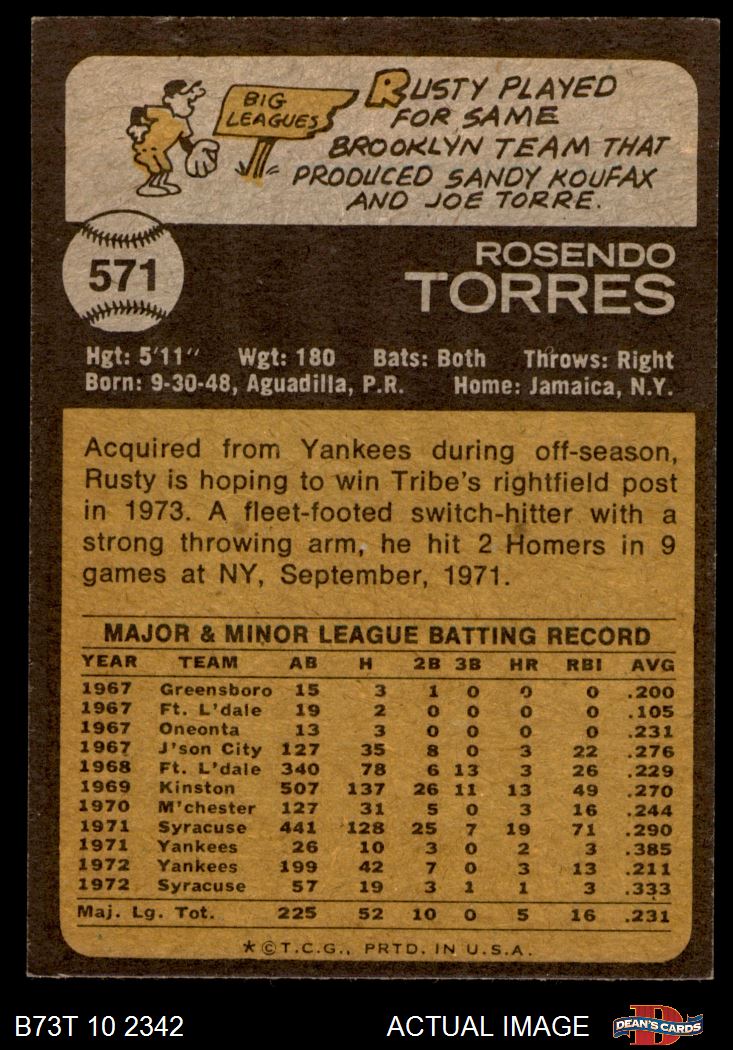 BIG
LEAGUES
RUSTY PLAYED
FOR SAME
BROOKLYN TEAM THAT
PRODUCED SANDY KOUFAX
AND JOE TORRE.
571
ROSENDO
TORRES
Hgt: 5'11" Wgt: 180 Bats: Both Throws: Right
Born: 9-30-48, Aguadilla, P.R. Home: Jamaica, N.Y.
Acquired from Yankees during off-season,
Rusty is hoping to win Tribe's rightfield post
in 1973. A fleet-footed switch-hitter with a
strong throwing arm, he hit 2 Homers in 9
games at NY, September, 1971.
MAJOR & MINOR LEAGUE BATTING RECORD
YEAR TEAM AB H 2B 3B HR RBI AVG
1967 Greensboro 15 3 1 0 0 0 .200
1967 Ft. L'dale 19 2 0 0 0 0 .105
1967 Oneonta 13 3 0 0 0 0 .231
1967 J'son City 127 35 8 0 3 22 .276
1968 Ft. L'dale 340 78 6 13 3 26 .229
1969 Kinston 507 137 26 11 13 49 .270
1970 M'chester 127 31 5 0 3 16 .244
1971 Syracuse 441 128 25 7 19 71 .290
1971 Yankees 26 10 3 0 2 3 .385
1972 Yankees 199 42 7 0 3 13 .211
1972 Syracuse 57 19 3 1 1 3 .333
Maj. Lg. Tot. 225 52 10 0 5 16 .231
★©T.C.G., PRTD. IN U.S.A.
B73T 10 2342 ACTUAL IMAGE D DEAN'S CARDS